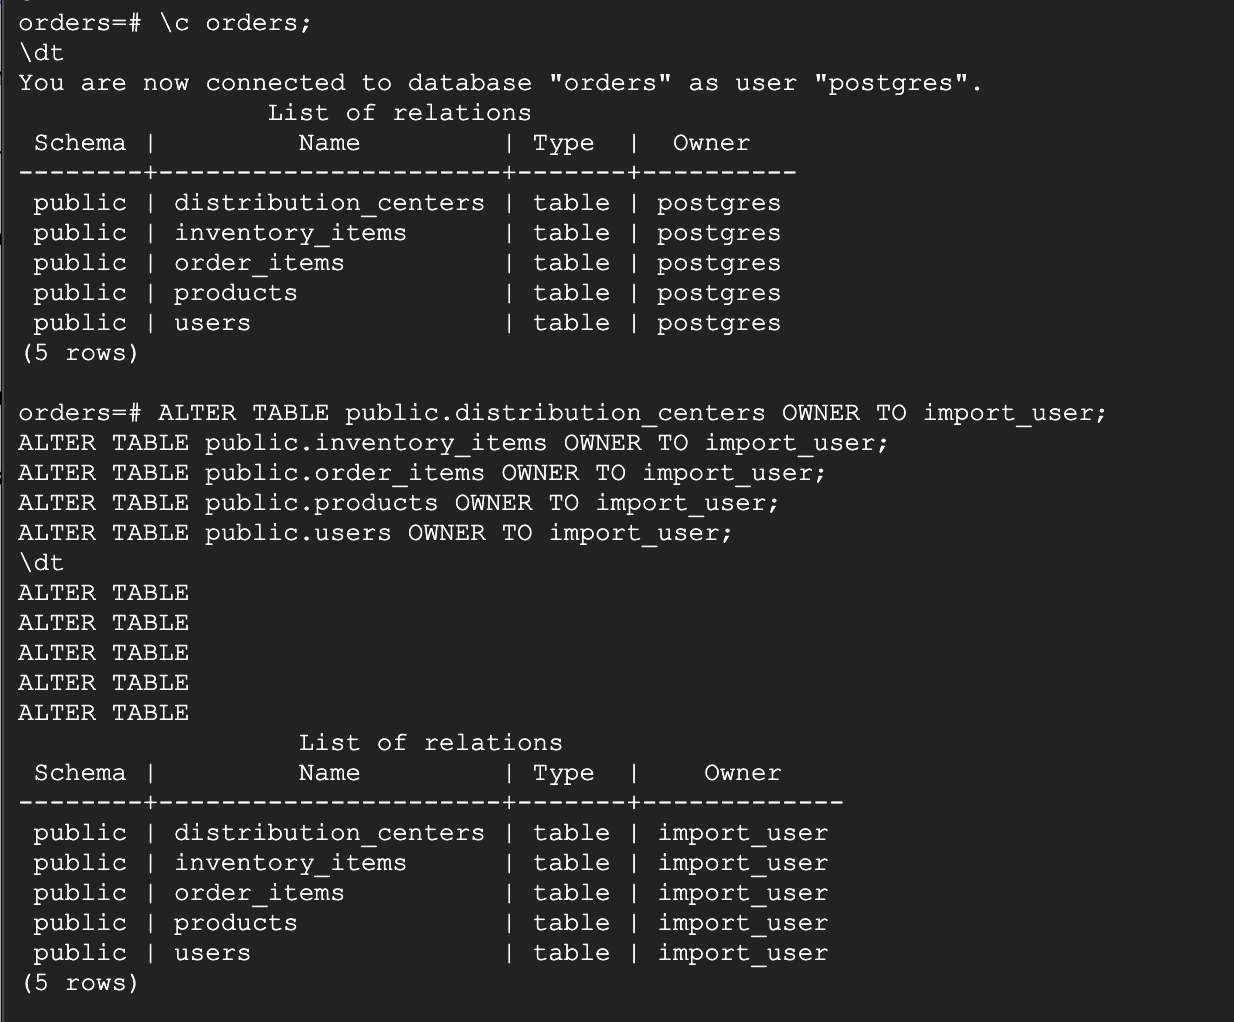 orders=# \c orders;
\dt
You are now connected to database "orders" as user "postgres".
                List of relations
 Schema |         Name         | Type  |  Owner
--------+----------------------+-------+----------
 public | distribution_centers | table | postgres
 public | inventory_items      | table | postgres
 public | order_items          | table | postgres
 public | products             | table | postgres
 public | users                | table | postgres
(5 rows)

orders=# ALTER TABLE public.distribution_centers OWNER TO import_user;
ALTER TABLE public.inventory_items OWNER TO import_user;
ALTER TABLE public.order_items OWNER TO import_user;
ALTER TABLE public.products OWNER TO import_user;
ALTER TABLE public.users OWNER TO import_user;
\dt
ALTER TABLE
ALTER TABLE
ALTER TABLE
ALTER TABLE
ALTER TABLE
                  List of relations
 Schema |         Name         | Type  |    Owner
--------+----------------------+-------+-------------
 public | distribution_centers | table | import_user
 public | inventory_items      | table | import_user
 public | order_items          | table | import_user
 public | products             | table | import_user
 public | users                | table | import_user
(5 rows)